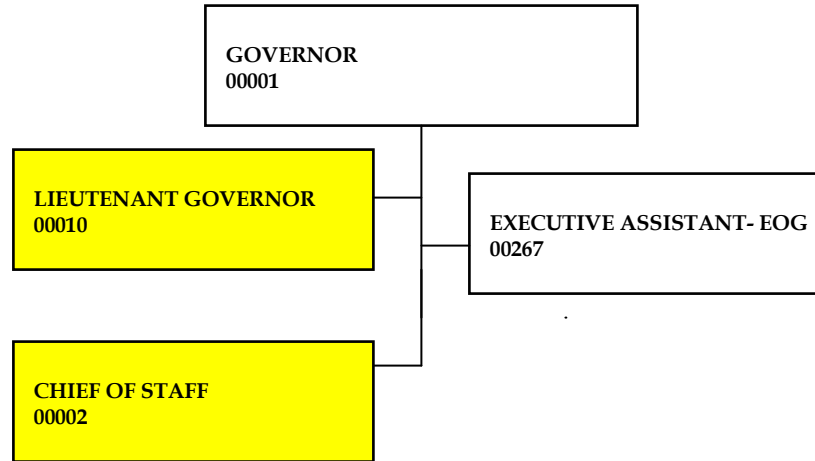 GOVERNOR
00001
LIEUTENANT GOVERNOR
00010
EXECUTIVE ASSISTANT- EOG
00267
.
CHIEF OF STAFF
00002